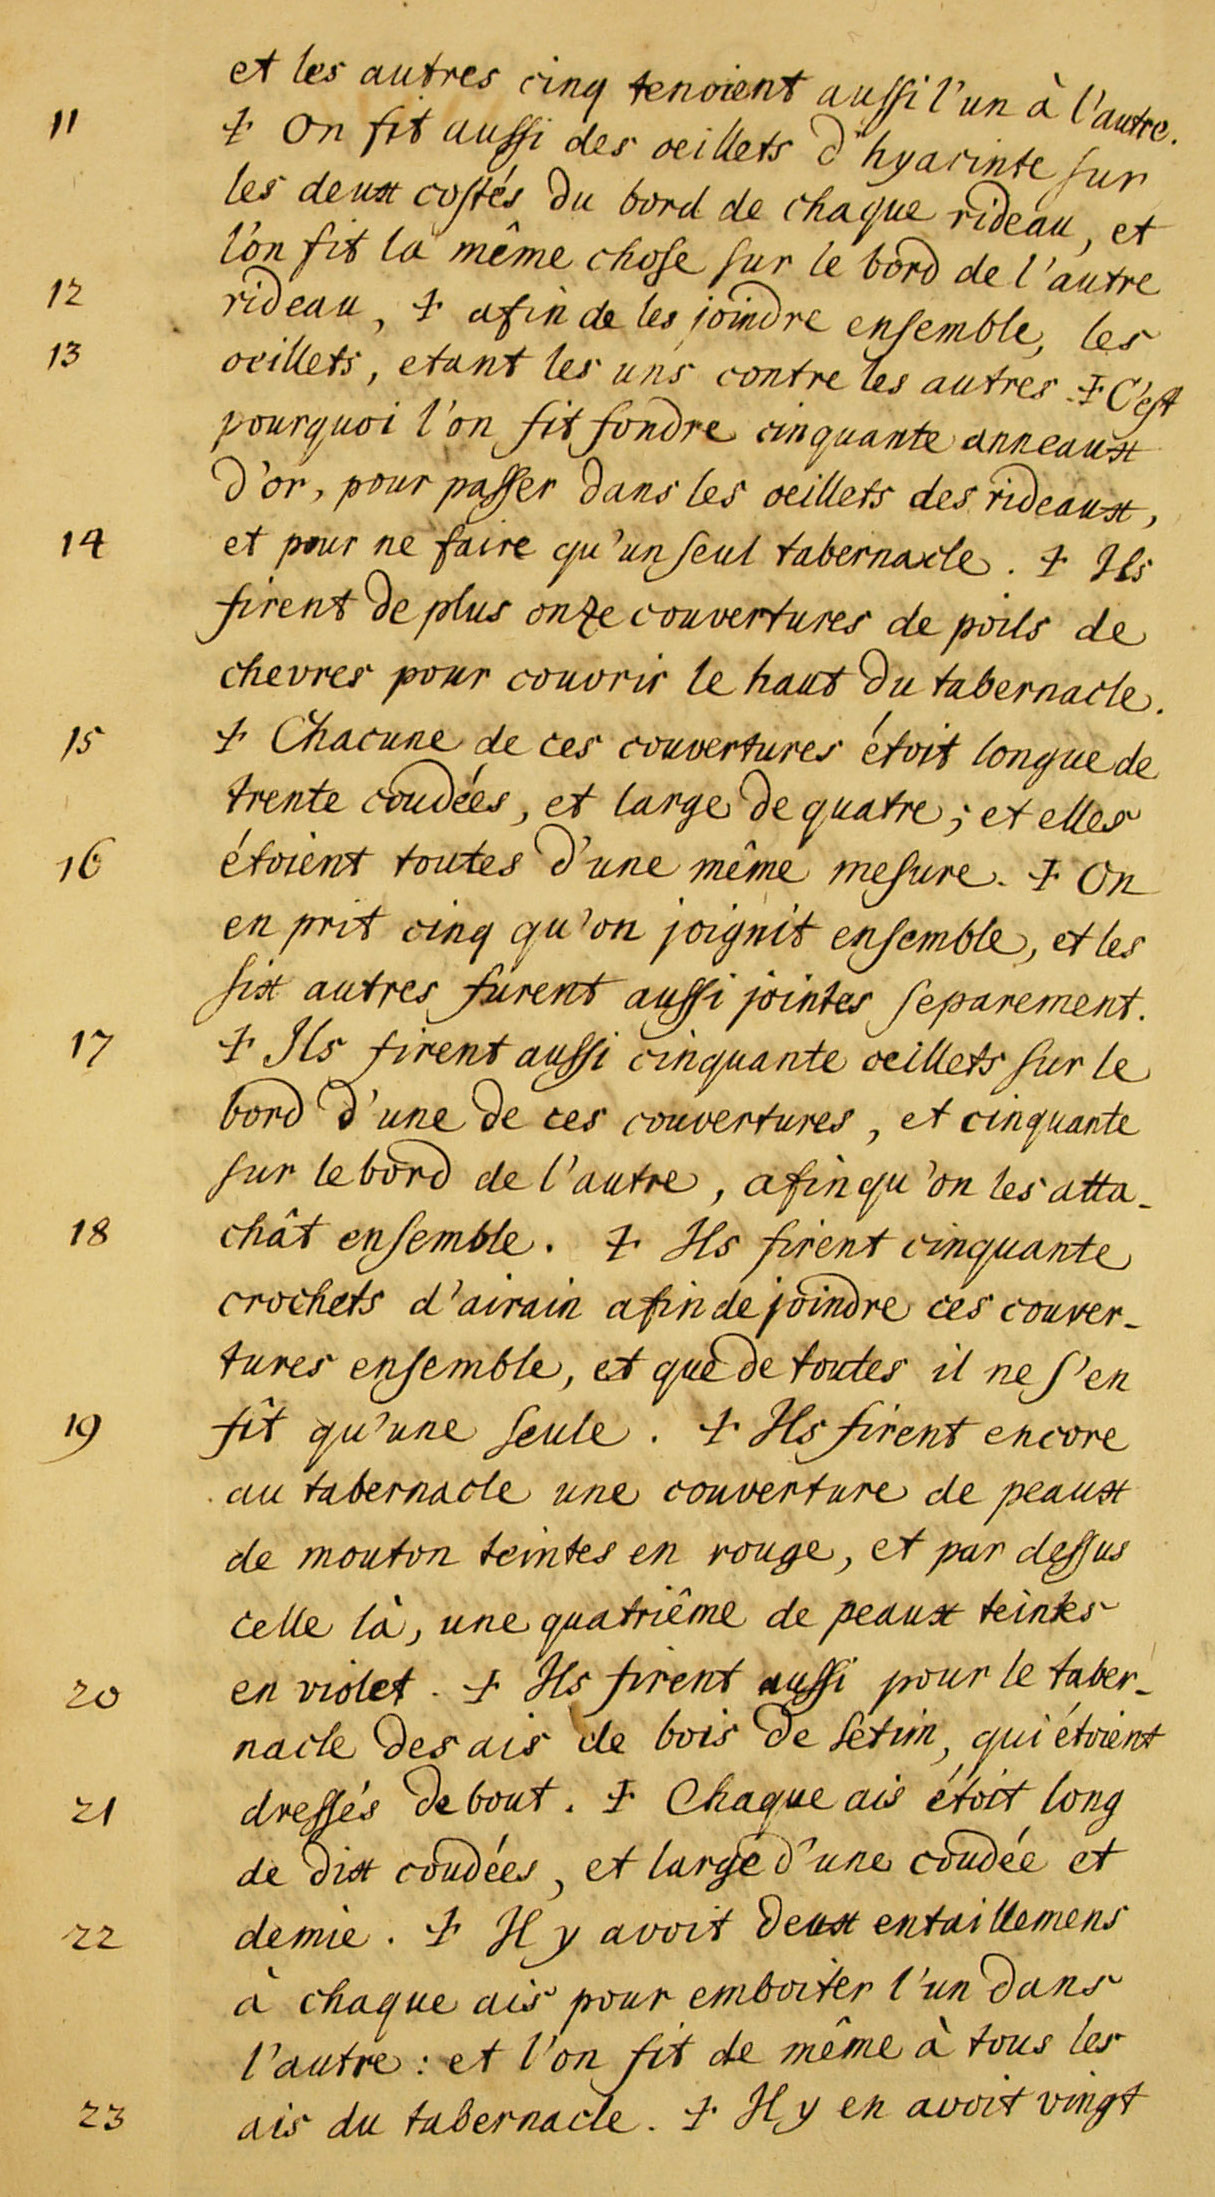 et les autres cinq tenoient aussi l'un à l'autre.
11 ‡ On fit aussi des oeillets d'hyacinte sur
les deux costés du bord de chaque rideau, et
l'on fit la même chose sur le bord de l'autre
12 rideau, ‡ afin de les joindre ensemble, les
13 oeillets, etant les uns contre les autres ‡ C'est
pourquoi l'on fit fondre cinquante anneaux
d'or, pour passer dans les oeillets des rideaux,
14 et pour ne faire qu'un seul tabernacle. ‡ Ils
firent de plus onze couvertures de poils de
chevres pour couvrir le haut du tabernacle.
15 ‡ Chacune de ces couvertures étoit longue de
trente coudées, et large de quatre; et elles
16 étoient toutes d'une même mesure. ‡ On
en prit cinq qu'on joignit ensemble, et les
six autres furent aussi jointes separement.
17 ‡ Ils firent aussi cinquante oeillets sur le
bord d'une de ces couvertures, et cinquante
sur le bord de l'autre, afin qu'on les atta-
18 chât ensemble. ‡ Ils firent cinquante
crochets d'airain afin de joindre ces couver-
tures ensemble, et que de toutes il ne s'en
19 fît qu'une seule. ‡ Ils firent encore
au tabernacle une couverture de peaux
de mouton teintes en rouge, et par dessus
celle là, une quatriême de peaux teintes
20 en violet. ‡ Ils firent aussi pour le taber-
nacle des ais de bois de setim, qui étoient
21 dressés debout. ‡ Chaque ais étoit long
de dix coudées, et large d'une coudée et
22 demie. ‡ Il y avoit deux entaillemens
à chaque ais pour emboiter l'un dans
l'autre: et l'on fit de même à tous les
23 ais du tabernacle. ‡ Il y en avoit vingt